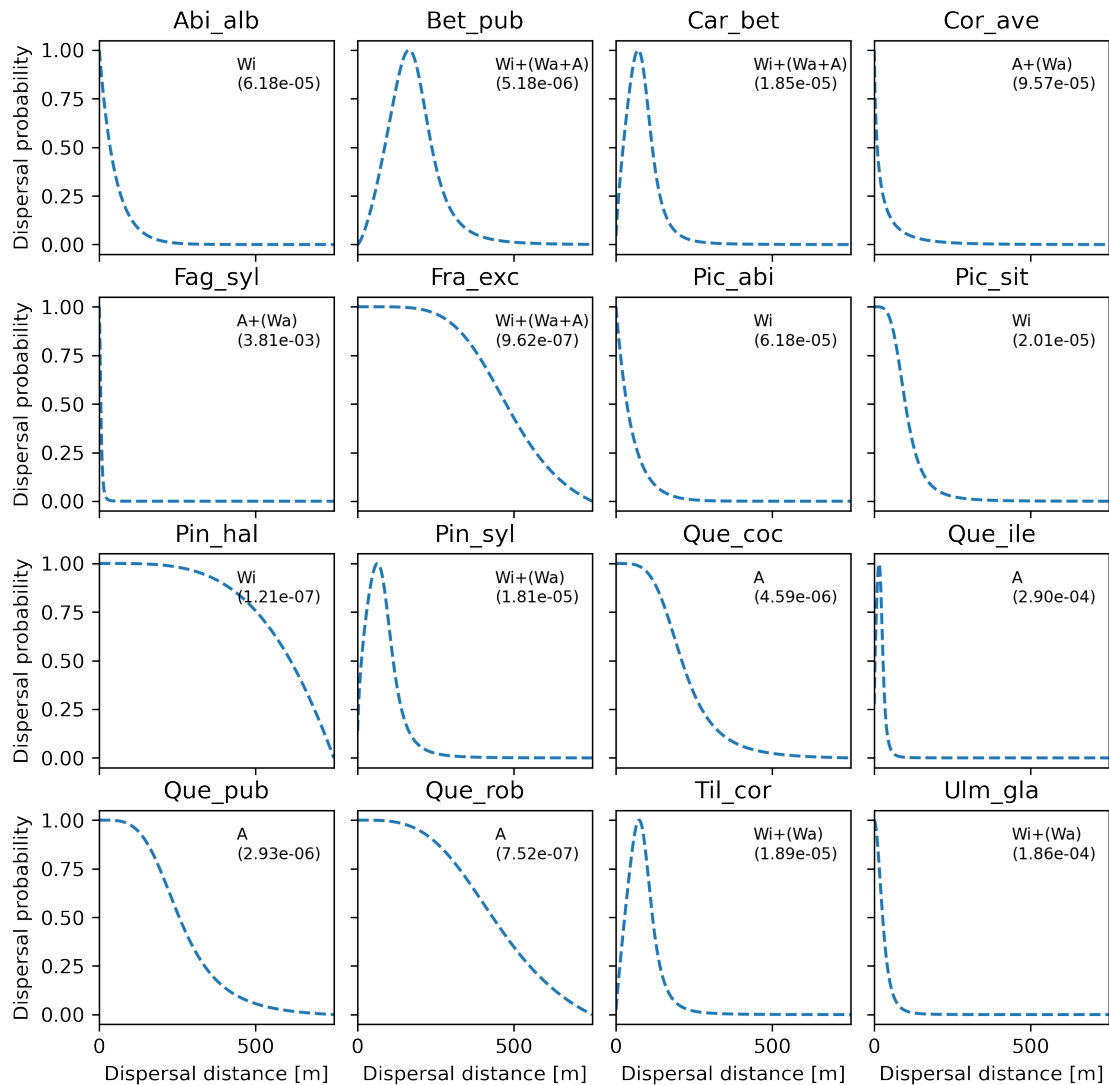 Abi_alb
Bet_pub
Car_bet
Cor_ave
Dispersal probability
1.00
0.75
0.50
0.25
0.00
Wi
(6.18e-05)
Wi+(Wa+A)
(5.18e-06)
Wi+(Wa+A)
(1.85e-05)
A+(Wa)
(9.57e-05)
Fag_syl
Fra_exc
Pic_abi
Pic_sit
Dispersal probability
1.00
0.75
0.50
0.25
0.00
A+(Wa)
(3.81e-03)
Wi+(Wa+A)
(9.62e-07)
Wi
(6.18e-05)
Wi
(2.01e-05)
Pin_hal
Pin_syl
Que_coc
Que_ile
Dispersal probability
1.00
0.75
0.50
0.25
0.00
Wi
(1.21e-07)
Wi+(Wa)
(1.81e-05)
A
(4.59e-06)
A
(2.90e-04)
Que_pub
Que_rob
Til_cor
Ulm_gla
Dispersal probability
1.00
0.75
0.50
0.25
0.00
A
(2.93e-06)
A
(7.52e-07)
Wi+(Wa)
(1.89e-05)
Wi+(Wa)
(1.86e-04)
0 500
0 500
0 500
0 500
Dispersal distance [m]
Dispersal distance [m]
Dispersal distance [m]
Dispersal distance [m]